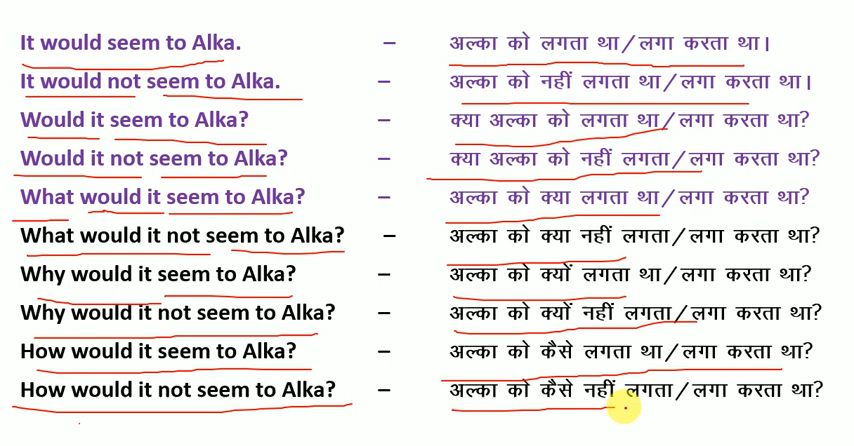 It would seem to Alka. – अल्का को लगता था/लगा करता था।
It would not seem to Alka. – अल्का को नहीं लगता था/लगा करता था।
Would it seem to Alka? – क्या अल्का को लगता था/लगा करता था?
Would it not seem to Alka? – क्या अल्का को नहीं लगता/लगा करता था?
What would it seem to Alka? – अल्का को क्या लगता था/लगा करता था?
What would it not seem to Alka? – अल्का को क्या नहीं लगता/लगा करता था?
Why would it seem to Alka? – अल्का को क्यों लगता था/लगा करता था?
Why would it not seem to Alka? – अल्का को क्यों नहीं लगता/लगा करता था?
How would it seem to Alka? – अल्का को कैसे लगता था/लगा करता था?
How would it not seem to Alka? – अल्का को कैसे नहीं लगता/लगा करता था?